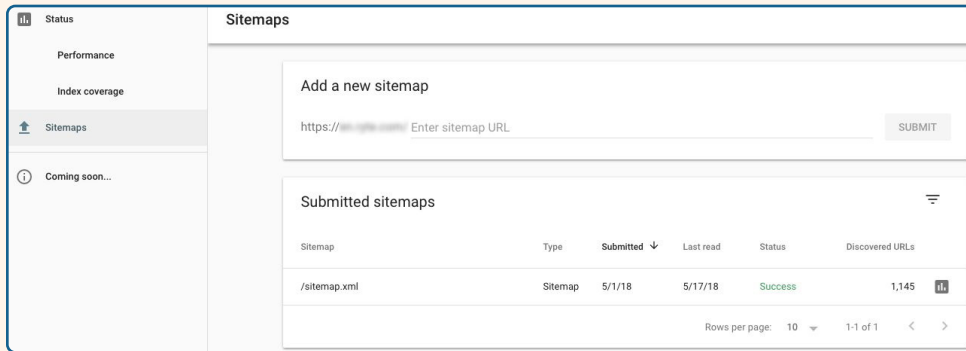 Status
Performance
Index coverage
Sitemaps
Coming soon...
Sitemaps
Add a new sitemap
https:// Enter sitemap URL
SUBMIT
Submitted sitemaps
Sitemap Type Submitted Last read Status Discovered URLs
/sitemap.xml Sitemap 5/1/18 5/17/18 Success 1,145
Rows per page: 10 1-1 of 1